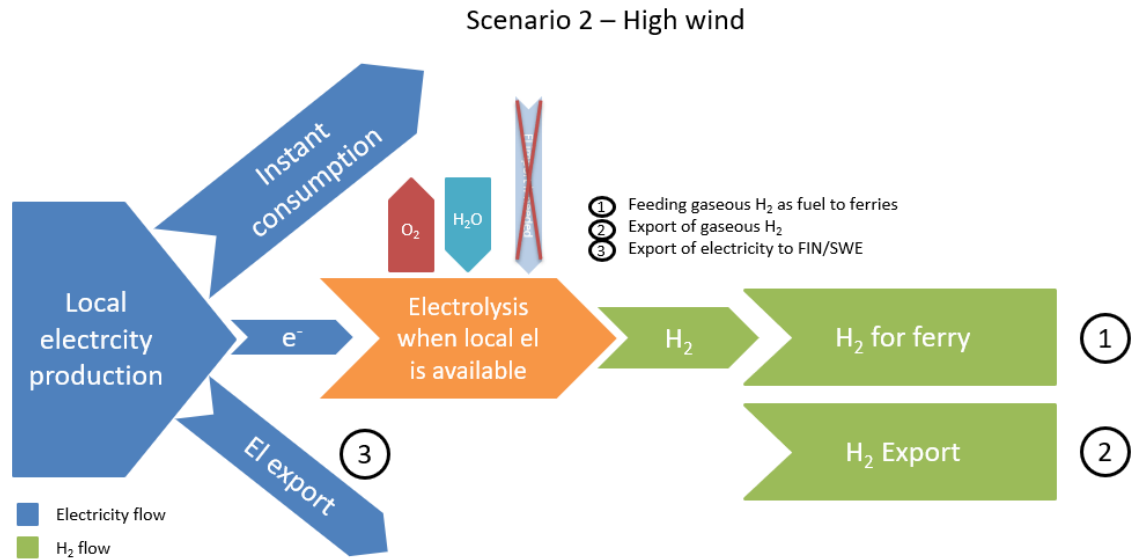 Scenario 2 – High wind
Instant
consumption
O₂
H₂O
1 Feeding gaseous H₂ as fuel to ferries
2 Export of gaseous H₂
3 Export of electricity to FIN/SWE
Local
electrcity
production
e⁻
Electrolysis
when local el
is available
H₂
H₂ for ferry
1
El export
3
H₂ Export
2
Electricity flow
H₂ flow